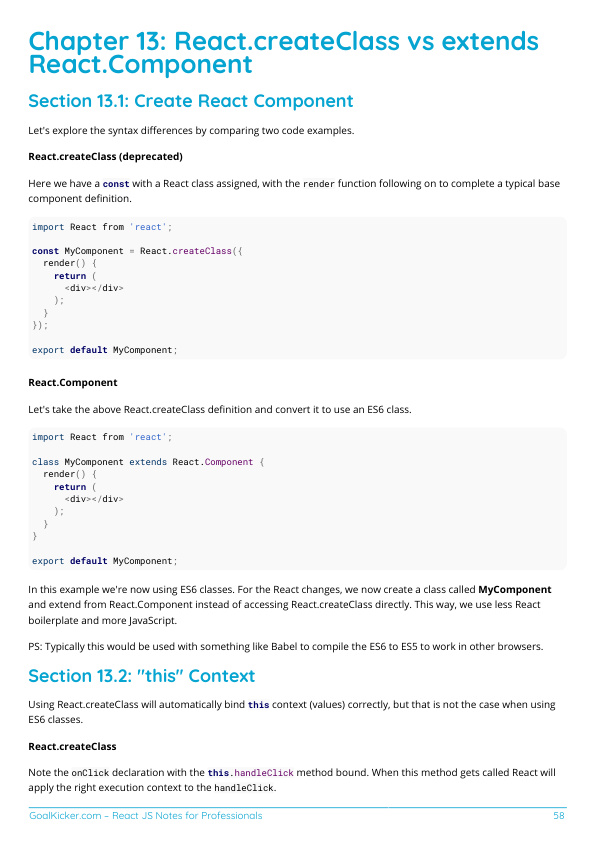 Chapter 13: React.createClass vs extends
React.Component
Section 13.1: Create React Component
Let's explore the syntax differences by comparing two code examples.
React.createClass (deprecated)
Here we have a const with a React class assigned, with the render function following on to complete a typical base
component definition.
import React from 'react';
const MyComponent = React.createClass({
  render() {
    return (
      <div></div>
    );
  }
});
export default MyComponent;
React.Component
Let's take the above React.createClass definition and convert it to use an ES6 class.
import React from 'react';
class MyComponent extends React.Component {
  render() {
    return (
      <div></div>
    );
  }
}
export default MyComponent;
In this example we're now using ES6 classes. For the React changes, we now create a class called MyComponent
and extend from React.Component instead of accessing React.createClass directly. This way, we use less React
boilerplate and more JavaScript.
PS: Typically this would be used with something like Babel to compile the ES6 to ES5 to work in other browsers.
Section 13.2: "this" Context
Using React.createClass will automatically bind this context (values) correctly, but that is not the case when using
ES6 classes.
React.createClass
Note the onClick declaration with the this.handleClick method bound. When this method gets called React will
apply the right execution context to the handleClick.
GoalKicker.com – React JS Notes for Professionals 58